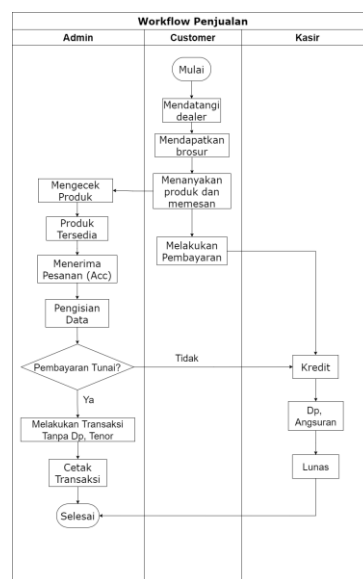 Workflow Penjualan
Admin
Customer
Kasir
Mulai
Mendatangi
dealer
Mendapatkan
brosur
Menanyakan
produk dan
memesan
Mengecek
Produk
Produk
Tersedia
Melakukan
Pembayaran
Menerima
Pesanan (Acc)
Pengisian
Data
Pembayaran Tunai?
Tidak
Kredit
Ya
Dp,
Angsuran
Melakukan Transaksi
Tanpa Dp, Tenor
Lunas
Cetak
Transaksi
Selesai